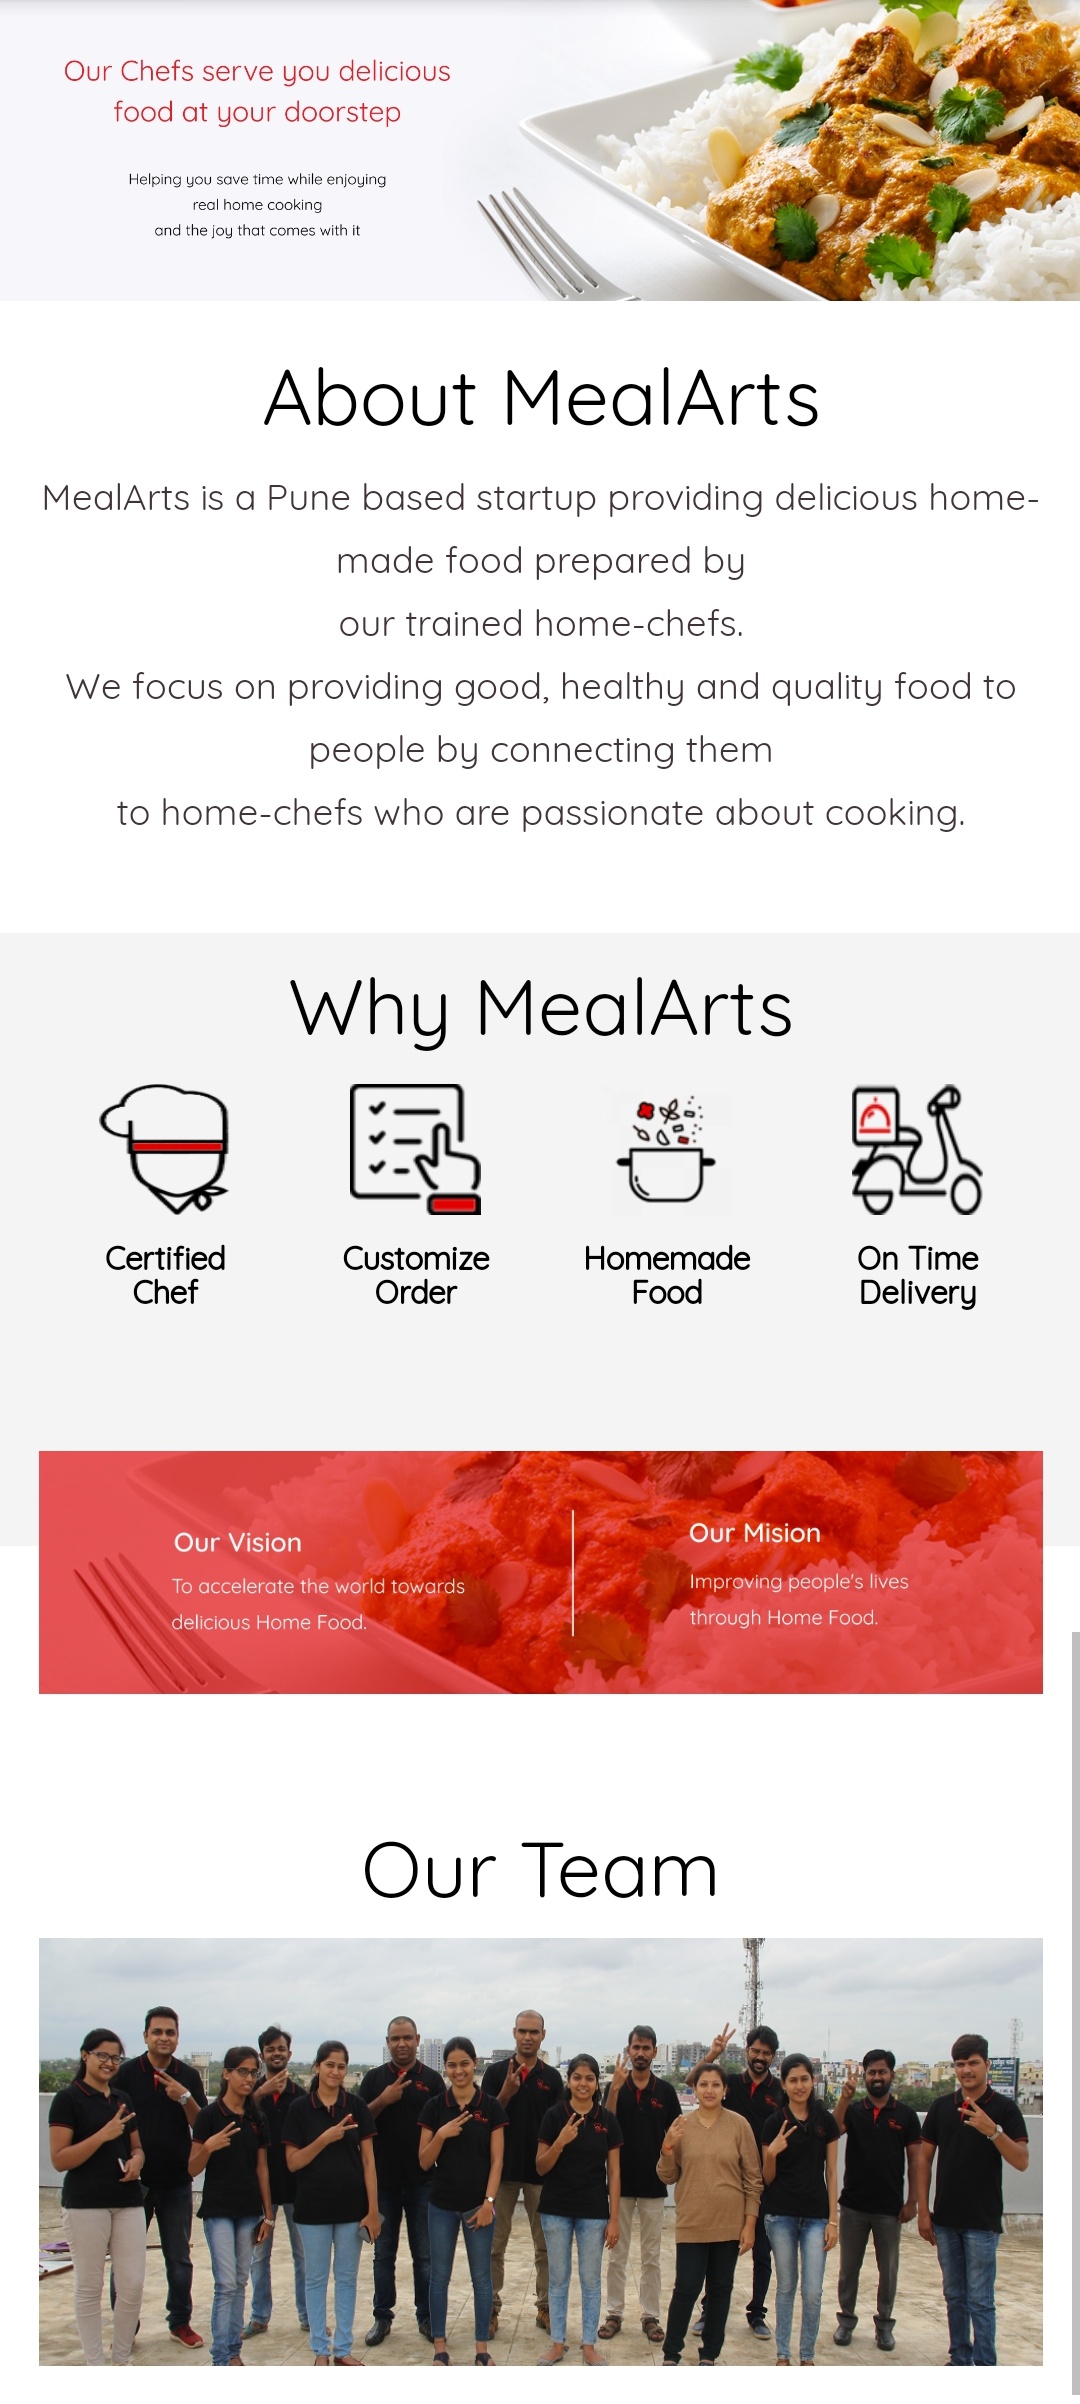 Our Chefs serve you delicious
food at your doorstep
Helping you save time while enjoying
real home cooking
and the joy that comes with it
About MealArts
MealArts is a Pune based startup providing delicious home-
made food prepared by
our trained home-chefs.
We focus on providing good, healthy and quality food to
people by connecting them
to home-chefs who are passionate about cooking.
Why MealArts
Certified
Chef
Customize
Order
Homemade
Food
On Time
Delivery
Our Vision
To accelerate the world towards
delicious Home Food.
Our Mision
Improving people's lives
through Home Food.
Our Team